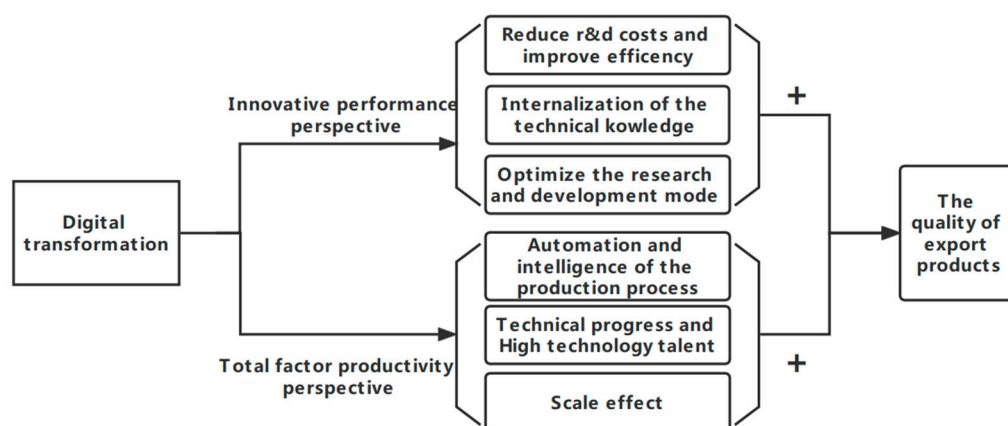 Digital
transformation
Innovative performance
perspective
Total factor productivity
perspective
Reduce r&d costs and
improve efficency
Internalization of the
technical kowledge
Optimize the research
and development mode
Automation and
intelligence of the
production process
Technical progress and
High technology talent
Scale effect
+
+
The
quality of
export
products